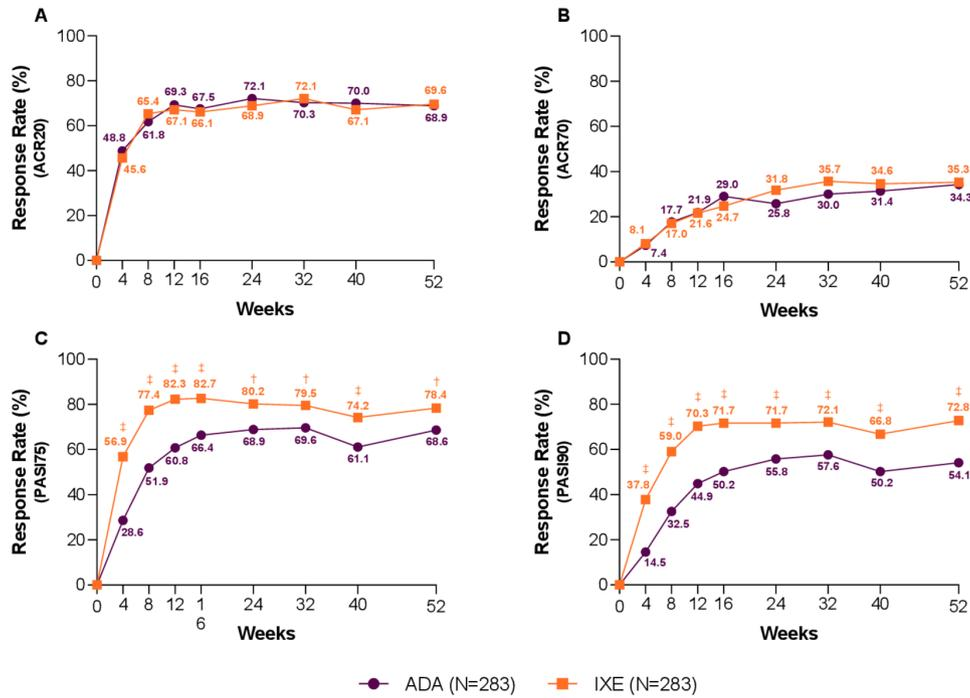 A
Response Rate (%)
(ACR20)
100
80
60
40
20
0
48.8
45.6
65.4
61.8
69.3
67.1
67.5
66.1
72.1
68.9
72.1
70.3
70.0
67.1
69.6
68.9
0 4 8 12 16 24 32 40 52
Weeks
B
Response Rate (%)
(ACR70)
100
80
60
40
20
0
8.1
7.4
17.7
17.0
21.9
21.6
29.0
24.7
31.8
25.8
35.7
30.0
34.6
31.4
35.3
34.3
0 4 8 12 16 24 32 40 52
Weeks
C
Response Rate (%)
(PASI75)
100
80
60
40
20
0
‡ ‡ ‡ ‡ † † ‡ †
56.9 77.4 82.3 82.7 80.2 79.5 74.2 78.4
28.6 51.9 60.8 66.4 68.9 69.6 61.1 68.6
0 4 8 12 1 24 32 40 52
6
Weeks
D
Response Rate (%)
(PASI90)
100
80
60
40
20
0
‡ ‡ ‡ ‡ ‡ ‡ ‡ ‡
37.8 59.0 70.3 71.7 71.7 72.1 66.8 72.8
14.5 32.5 44.9 50.2 55.8 57.6 50.2 54.1
0 4 8 12 16 24 32 40 52
Weeks
ADA (N=283) IXE (N=283)